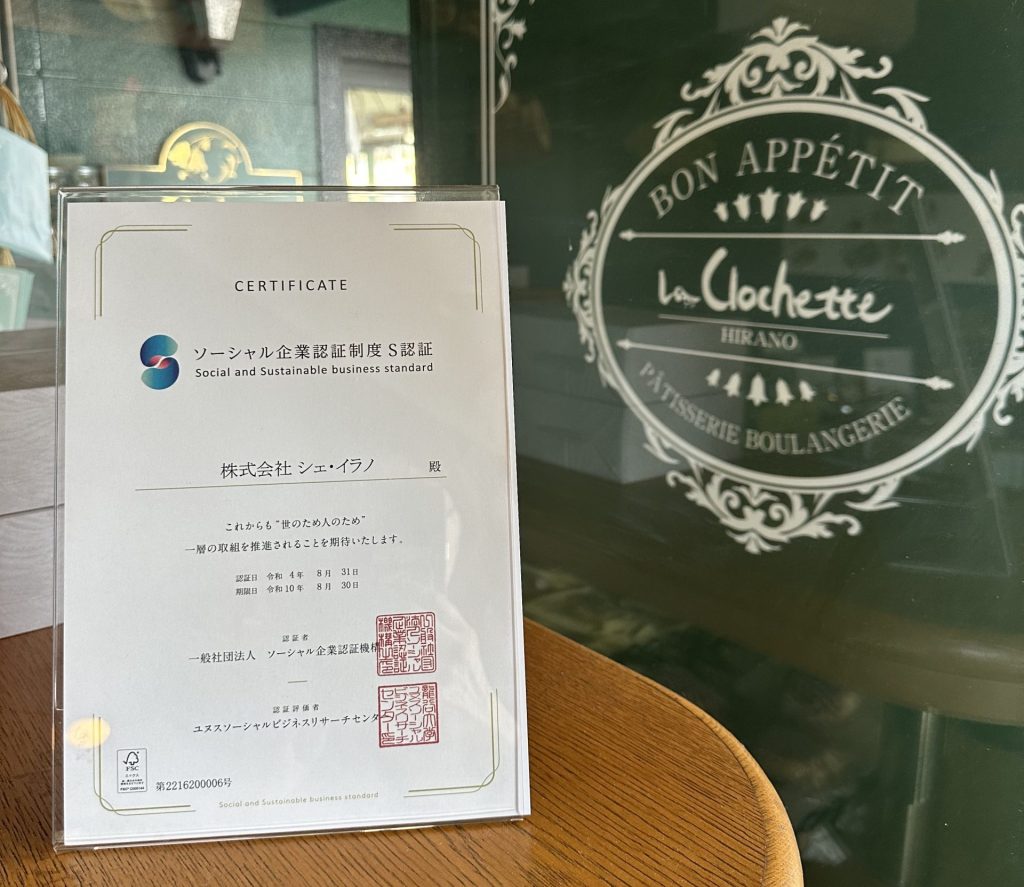 CERTIFICATE
ソーシャル企業認証制度 S認証
Social and Sustainable business standard
株式会社 シェ・イラノ 殿
これからも“世のため人のため”
一層の取組を推進されることを期待いたします。
認証日 令和 4年 8月 31日
期限日 令和10年 8月 30日
認証者
一般社団法人 ソーシャル企業認証機構
認証評価者
ユヌスソーシャルビジネスリサーチセンター
FSC
第2216200006号
Social and Sustainable business standard
BON APPÉTIT
La Clochette
HIRANO
PÂTISSERIE BOULANGERIE